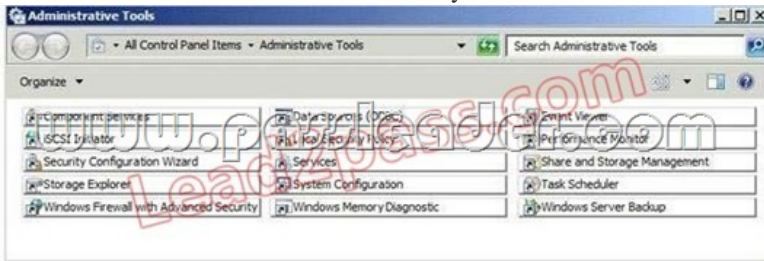 Administrative Tools
All Control Panel Items Administrative Tools
Search Administrative Tools
Organize
Component Services
Data Sources (ODBC)
Event Viewer
iSCSI Initiator
Local Security Policy
Performance Monitor
Security Configuration Wizard
Services
Share and Storage Management
Storage Explorer
System Configuration
Task Scheduler
Windows Firewall with Advanced Security
Windows Memory Diagnostic
Windows Server Backup
Lead2pass.com